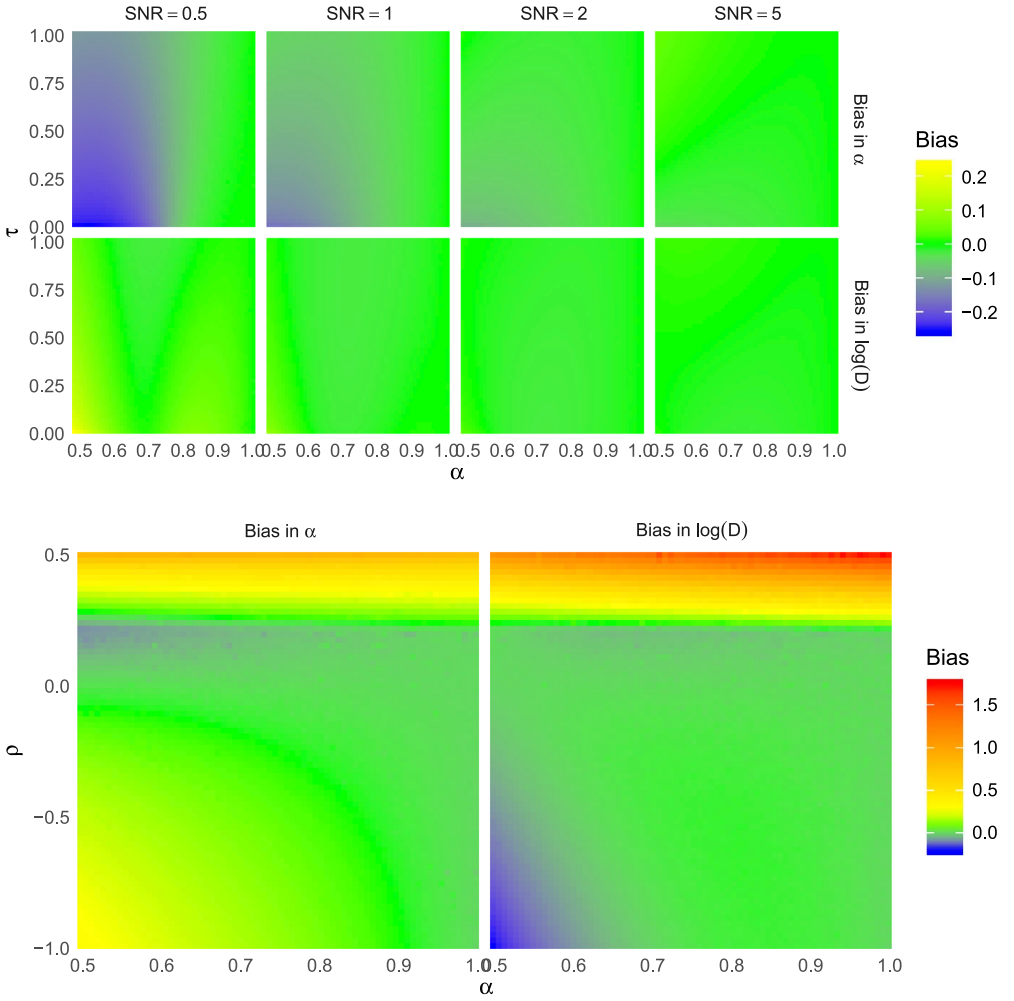 SNR = 0.5 SNR = 1 SNR = 2 SNR = 5
1.00
0.75
0.50
0.25
0.00
Bias in α
τ
1.00
0.75
0.50
0.25
0.00
Bias in log(D)
0.5 0.6 0.7 0.8 0.9 1.0 0.5 0.6 0.7 0.8 0.9 1.0 0.5 0.6 0.7 0.8 0.9 1.0 0.5 0.6 0.7 0.8 0.9 1.0
α
Bias
0.2
0.1
0.0
−0.1
−0.2
Bias in α Bias in log(D)
0.5
0.0
−0.5
−1.0
ρ
0.5 0.6 0.7 0.8 0.9 1.0 0.5 0.6 0.7 0.8 0.9 1.0
α
Bias
1.5
1.0
0.5
0.0